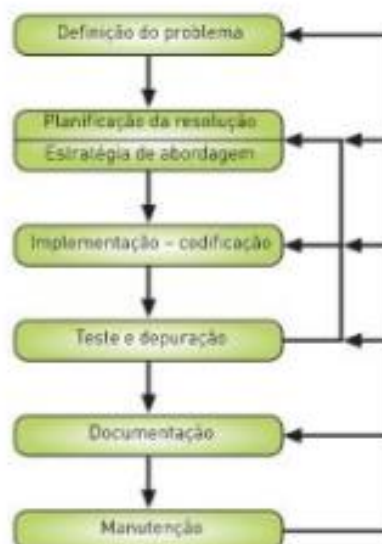 Definição do problema
Planificação da resolução
Estratégia de abordagem
Implementação – codificação
Teste e depuração
Documentação
Manutenção